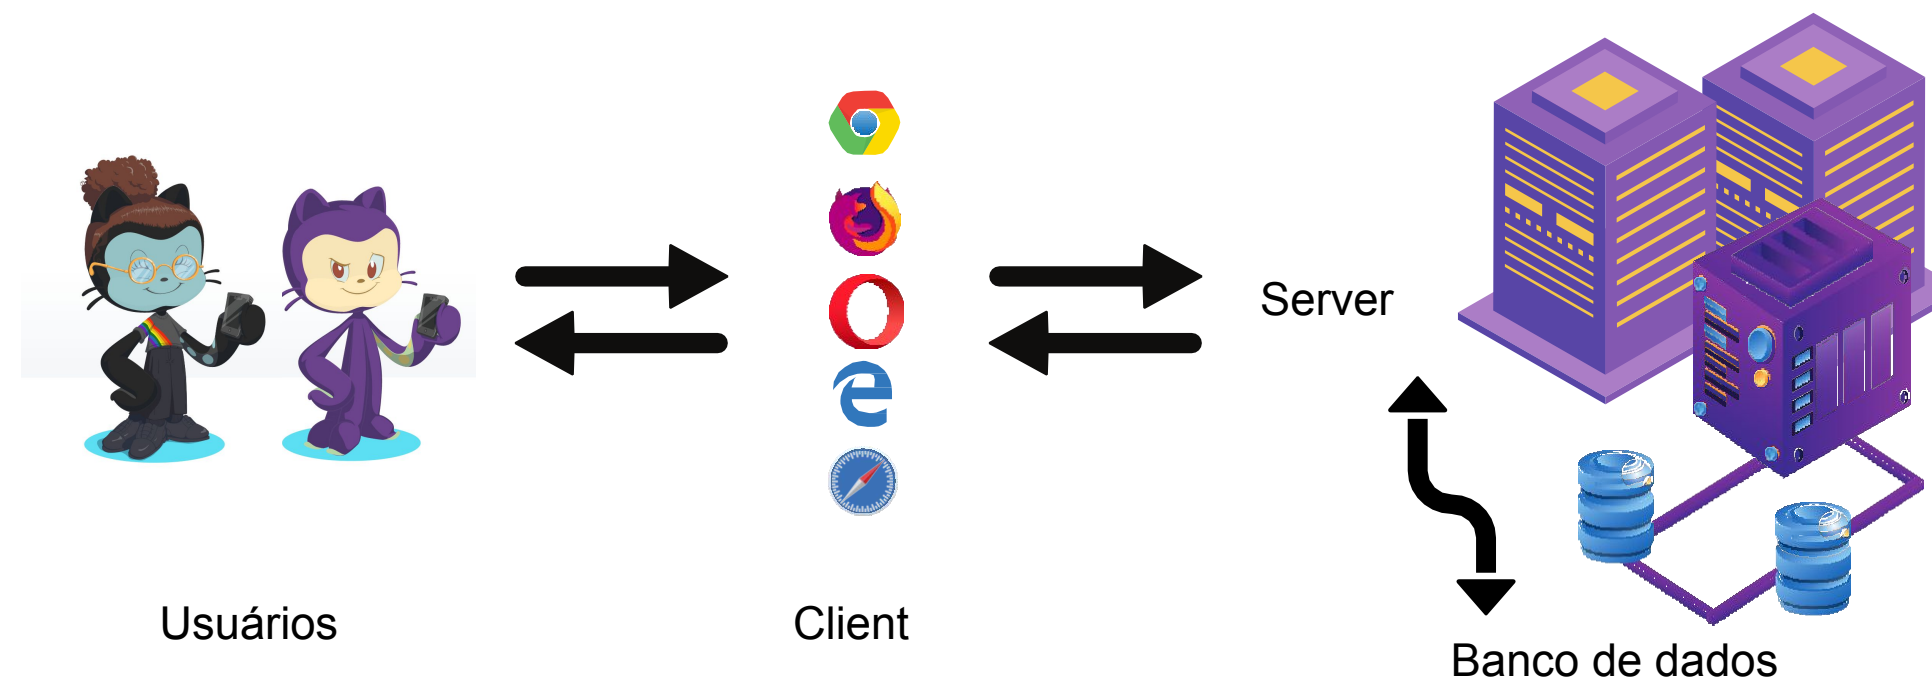 Server
Usuários
Client
Banco de dados